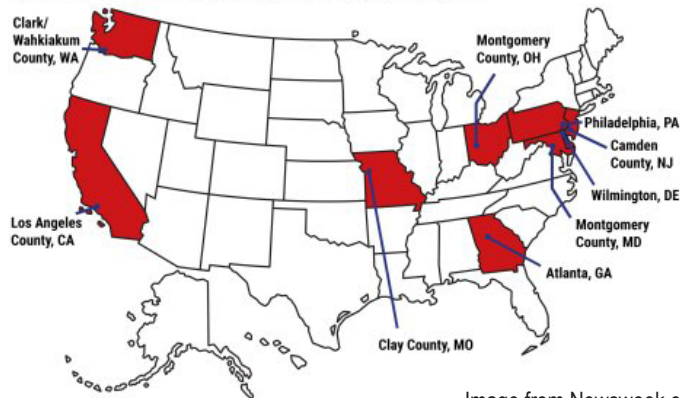 Clark/
Wahkiakum
County, WA
Montgomery
County, OH
Philadelphia, PA
Camden
County, NJ
Wilmington, DE
Montgomery
County, MD
Los Angeles
County, CA
Atlanta, GA
Clay County, MO
Image from Newsweek